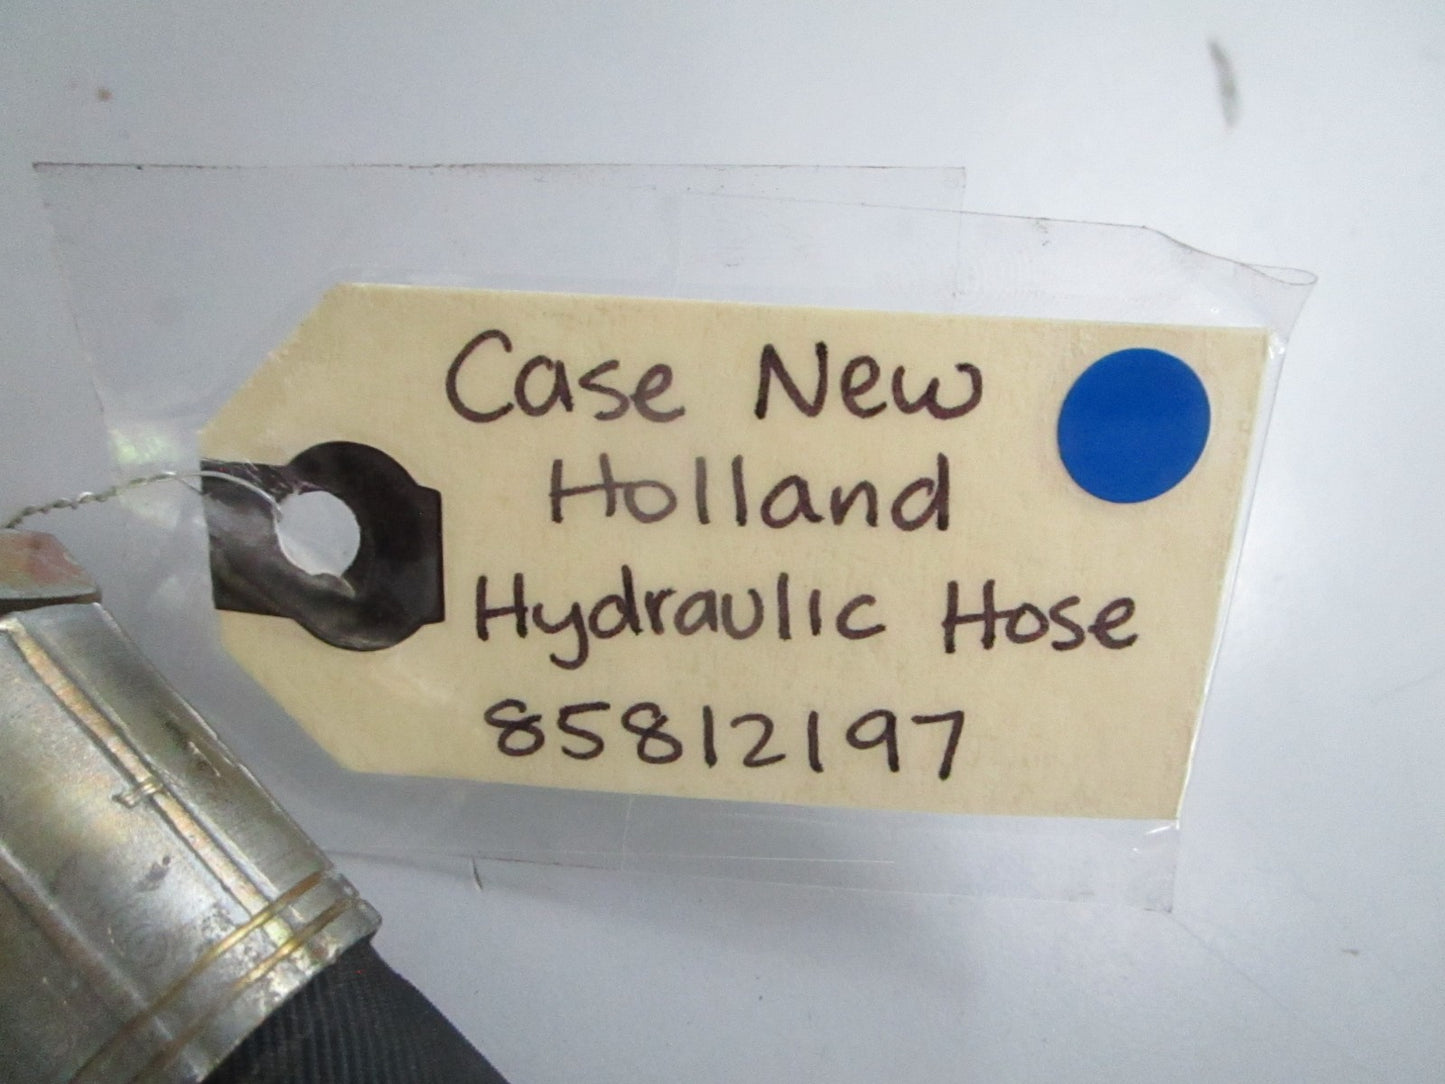 Case New
Holland
Hydraulic Hose
85812197